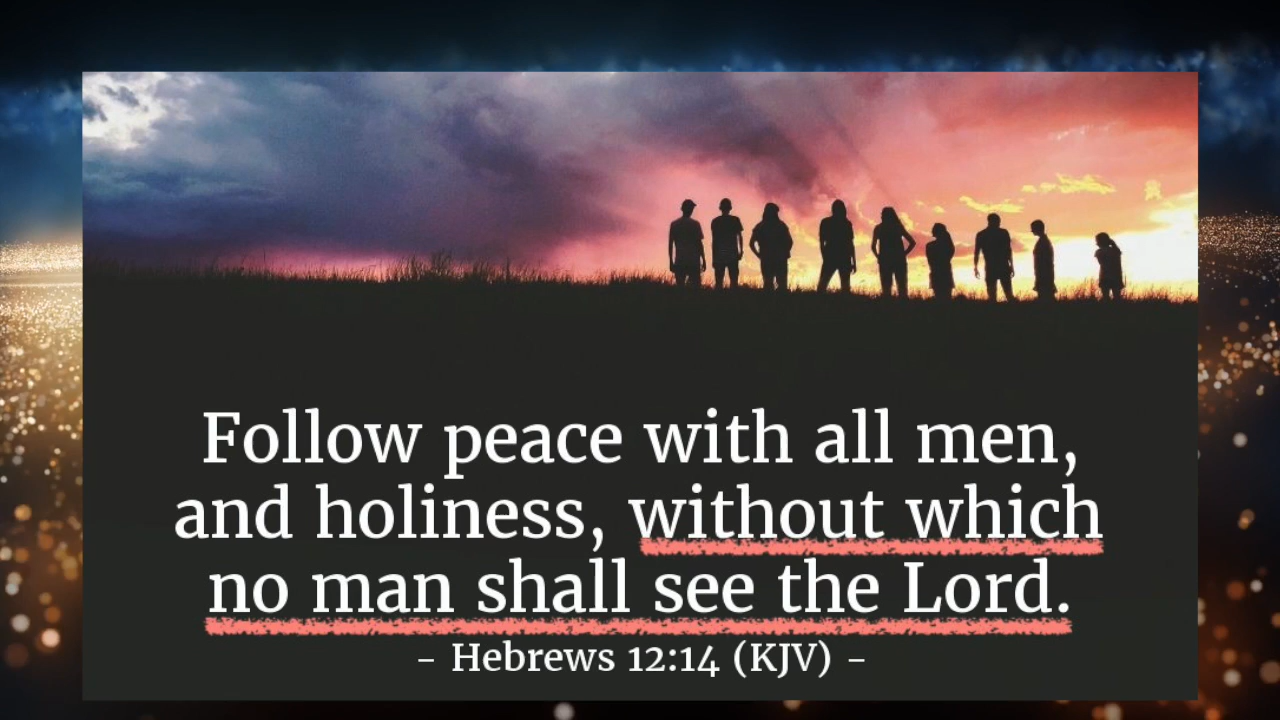 Follow peace with all men,
and holiness, without which
no man shall see the Lord.
– Hebrews 12:14 (KJV) –